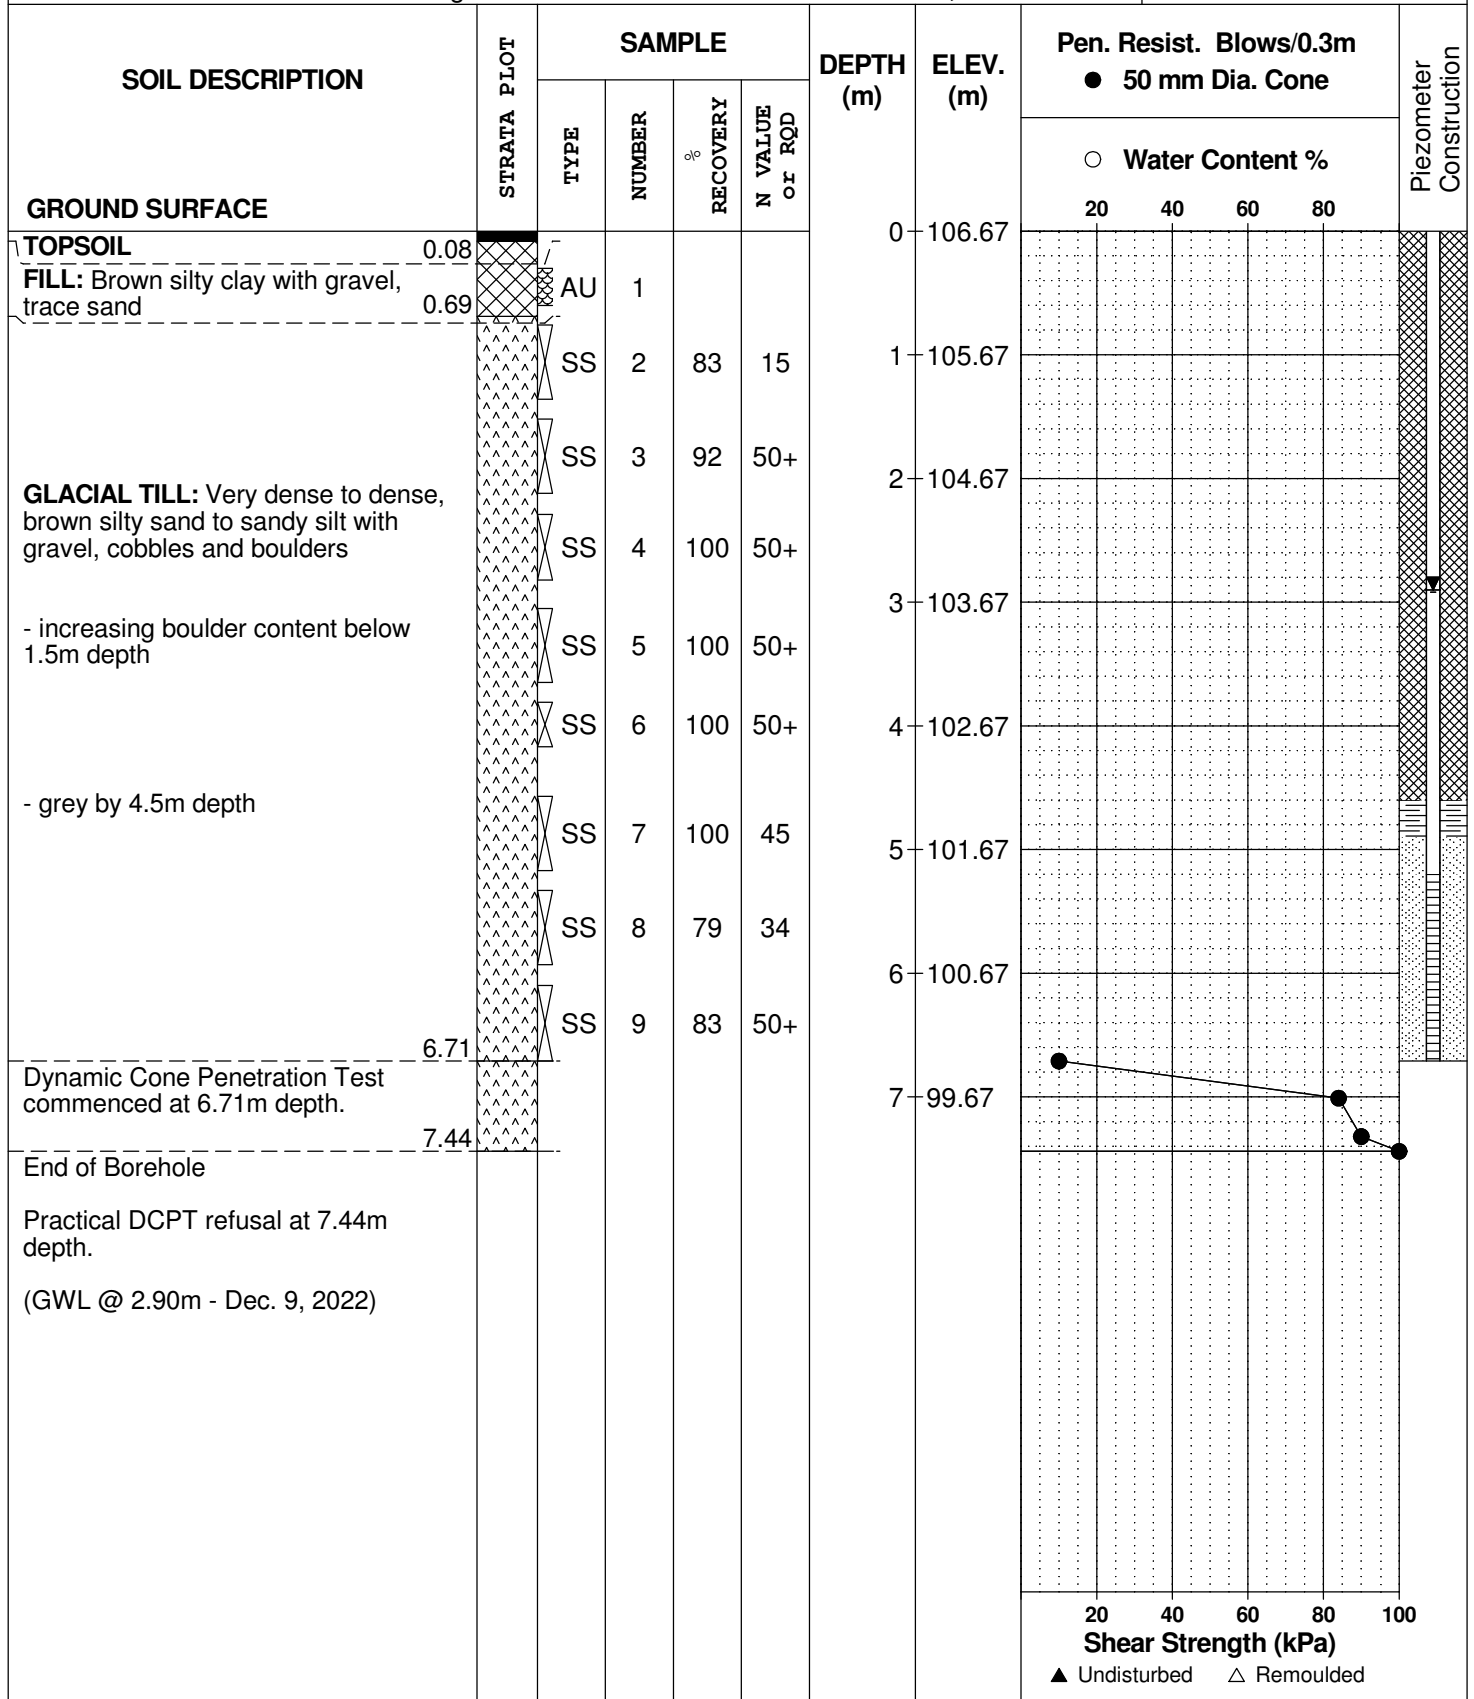 SOIL DESCRIPTION
GROUND SURFACE
STRATA PLOT
SAMPLE
TYPE
NUMBER
% RECOVERY
N VALUE or RQD
DEPTH (m)
ELEV. (m)
Pen. Resist. Blows/0.3m
● 50 mm Dia. Cone
○ Water Content %
20 40 60 80
Piezometer Construction
0 106.67
TOPSOIL 0.08
FILL: Brown silty clay with gravel,
trace sand 0.69
AU 1
SS 2 83 15
1 105.67
SS 3 92 50+
2 104.67
GLACIAL TILL: Very dense to dense,
brown silty sand to sandy silt with
gravel, cobbles and boulders
SS 4 100 50+
3 103.67
- increasing boulder content below
1.5m depth
SS 5 100 50+
SS 6 100 50+
4 102.67
- grey by 4.5m depth
SS 7 100 45
5 101.67
SS 8 79 34
6 100.67
SS 9 83 50+
6.71
Dynamic Cone Penetration Test
commenced at 6.71m depth.
7 99.67
7.44
End of Borehole
Practical DCPT refusal at 7.44m
depth.
(GWL @ 2.90m - Dec. 9, 2022)
20 40 60 80 100
Shear Strength (kPa)
▲ Undisturbed △ Remoulded